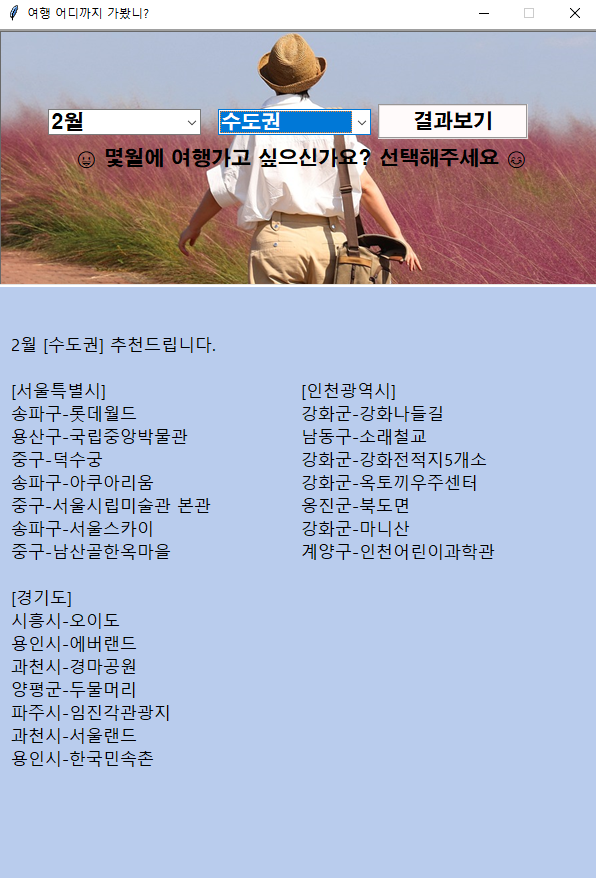 여행 어디까지 가봤니?
2월
수도권
결과보기
😀 몇월에 여행가고 싶으신가요? 선택해주세요 😋
2월 [수도권] 추천드립니다.
[서울특별시]
송파구-롯데월드
용산구-국립중앙박물관
중구-덕수궁
송파구-아쿠아리움
중구-서울시립미술관 본관
송파구-서울스카이
중구-남산골한옥마을
[인천광역시]
강화군-강화나들길
남동구-소래철교
강화군-강화전적지5개소
강화군-옥토끼우주센터
옹진군-북도면
강화군-마니산
계양구-인천어린이과학관
[경기도]
시흥시-오이도
용인시-에버랜드
과천시-경마공원
양평군-두물머리
파주시-임진각관광지
과천시-서울랜드
용인시-한국민속촌